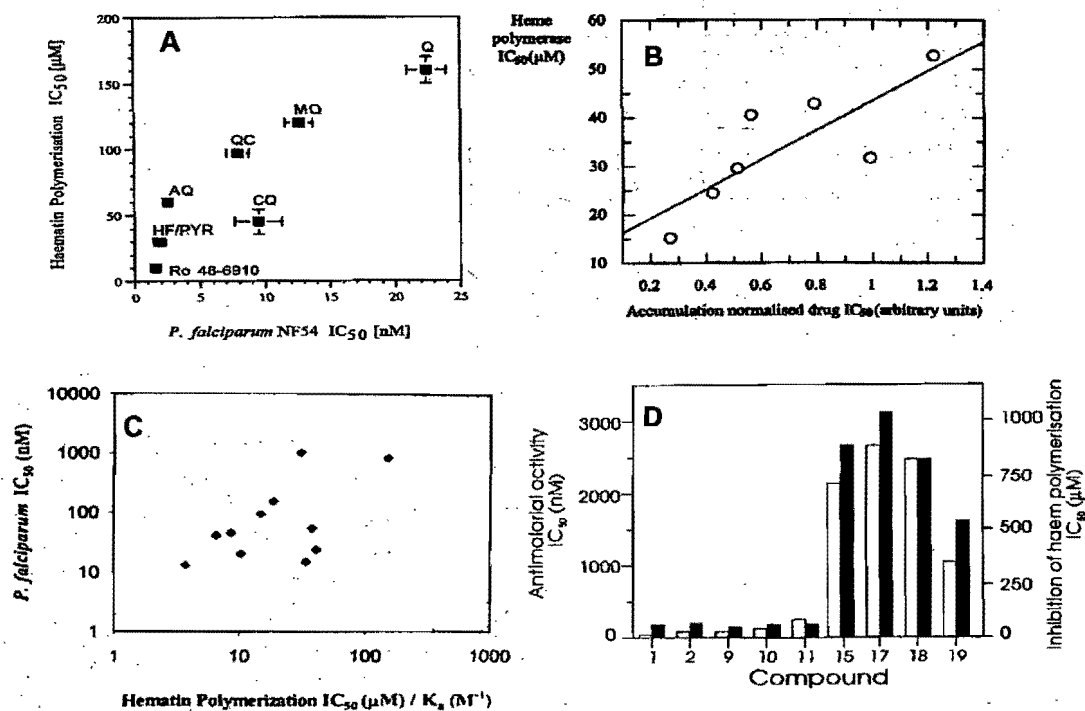 A
Haematin Polymerisation IC50 [µM]
200
150
100
50
0
Q
MQ
QC
CQ
AQ
HF/PYR
Ro 48-6910
0
5
10
15
20
25
P. falciparum NF54 IC50 [nM]
Heme
polymerase
IC50(µM)
B
60
50
40
30
20
10
0.2
0.4
0.6
0.8
1
1.2
1.4
Accumulation normalised drug IC50 (arbitrary units)
C
P. falciparum IC50 (nM)
10000
1000
100
10
1
1
10
100
1000
Hematin Polymerization IC50 (µM) / Ka (M-1)
D
Antimalarial activity
IC50 (nM)
3000
2000
1000
0
1000
750
500
250
0
Inhibition of haem polymerisation
IC50 (µM)
1 2 9 10 11 15 17 18 19
Compound